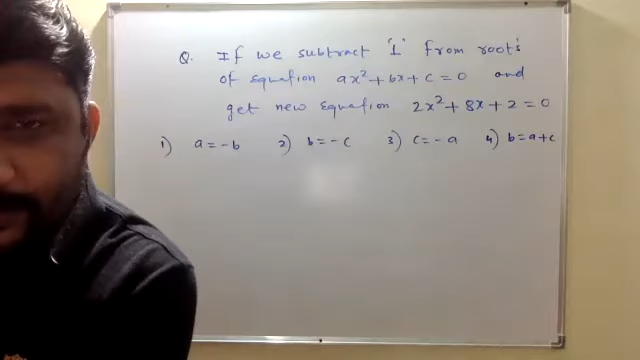 Q. If we subtract "1" from root's
of equation ax² + bx + c = 0 and
get new equation 2x² + 8x + 2 = 0
1) a = -b 2) b = -c 3) c = -a 4) b = a + c